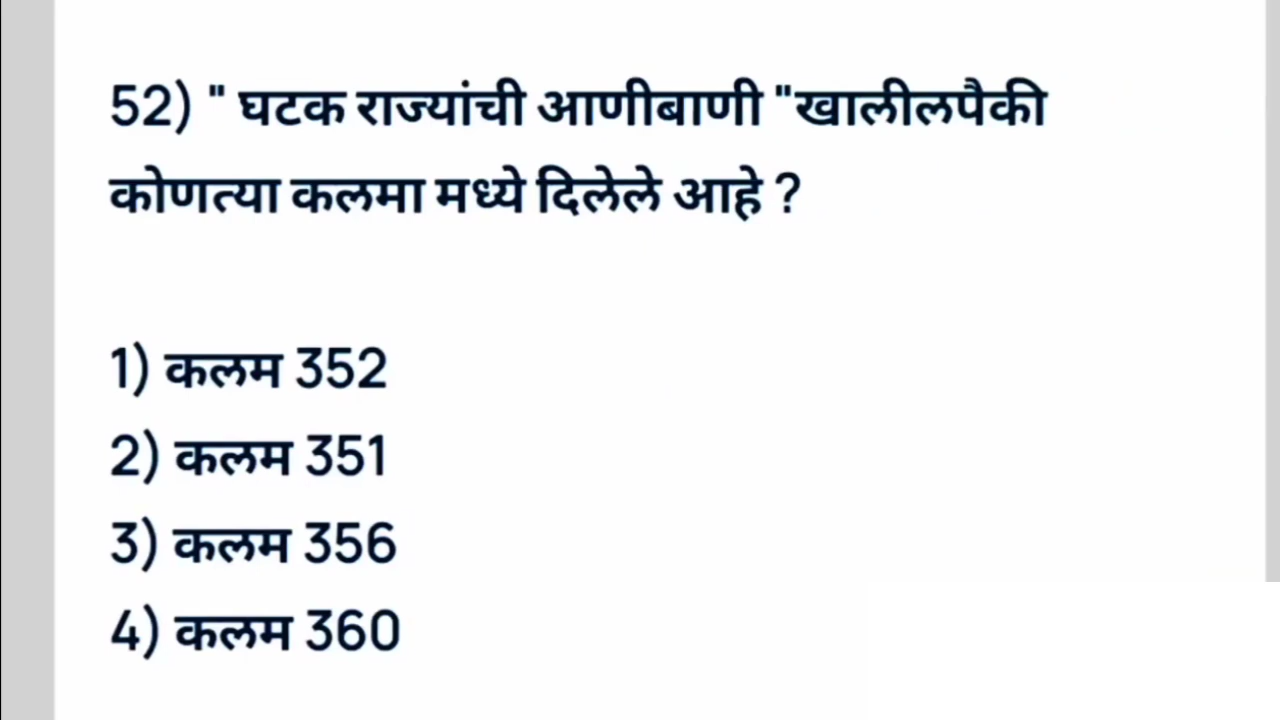 52) " घटक राज्यांची आणीबाणी "खालीलपैकी
कोणत्या कलमा मध्ये दिलेले आहे ?
1) कलम 352
2) कलम 351
3) कलम 356
4) कलम 360